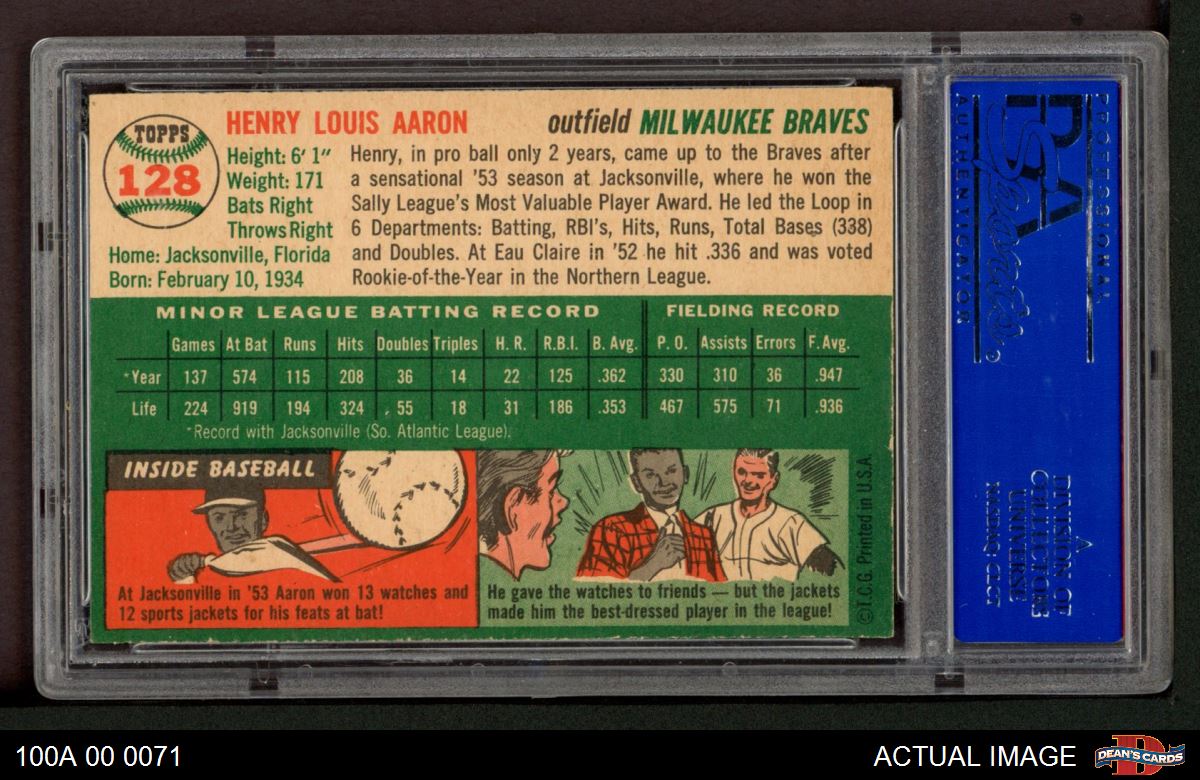 TOPPS
128
HENRY LOUIS AARON
outfield MILWAUKEE BRAVES
Height: 6' 1"
Weight: 171
Bats Right
Throws Right
Home: Jacksonville, Florida
Born: February 10, 1934
Henry, in pro ball only 2 years, came up to the Braves after
a sensational '53 season at Jacksonville, where he won the
Sally League's Most Valuable Player Award. He led the Loop in
6 Departments: Batting, RBI's, Hits, Runs, Total Bases (338)
and Doubles. At Eau Claire in '52 he hit .336 and was voted
Rookie-of-the-Year in the Northern League.
MINOR LEAGUE BATTING RECORD FIELDING RECORD
Games At Bat Runs Hits Doubles Triples H. R. R.B.I. B. Avg. P. O. Assists Errors F. Avg.
*Year 137 574 115 208 36 14 22 125 .362 330 310 36 .947
Life 224 919 194 324 55 18 31 186 .353 467 575 71 .936
*Record with Jacksonville (So. Atlantic League).
INSIDE BASEBALL
At Jacksonville in '53 Aaron won 13 watches and
12 sports jackets for his feats at bat!
He gave the watches to friends — but the jackets
made him the best-dressed player in the league!
©T.C.G. Printed in U.S.A.
PROFESSIONAL
PSA
Sports
AUTHENTICATOR
A
DIVISION OF
COLLECTORS
UNIVERSE
NASDAQ: CLCT
100A 00 0071
ACTUAL IMAGE
DEAN'S CARDS